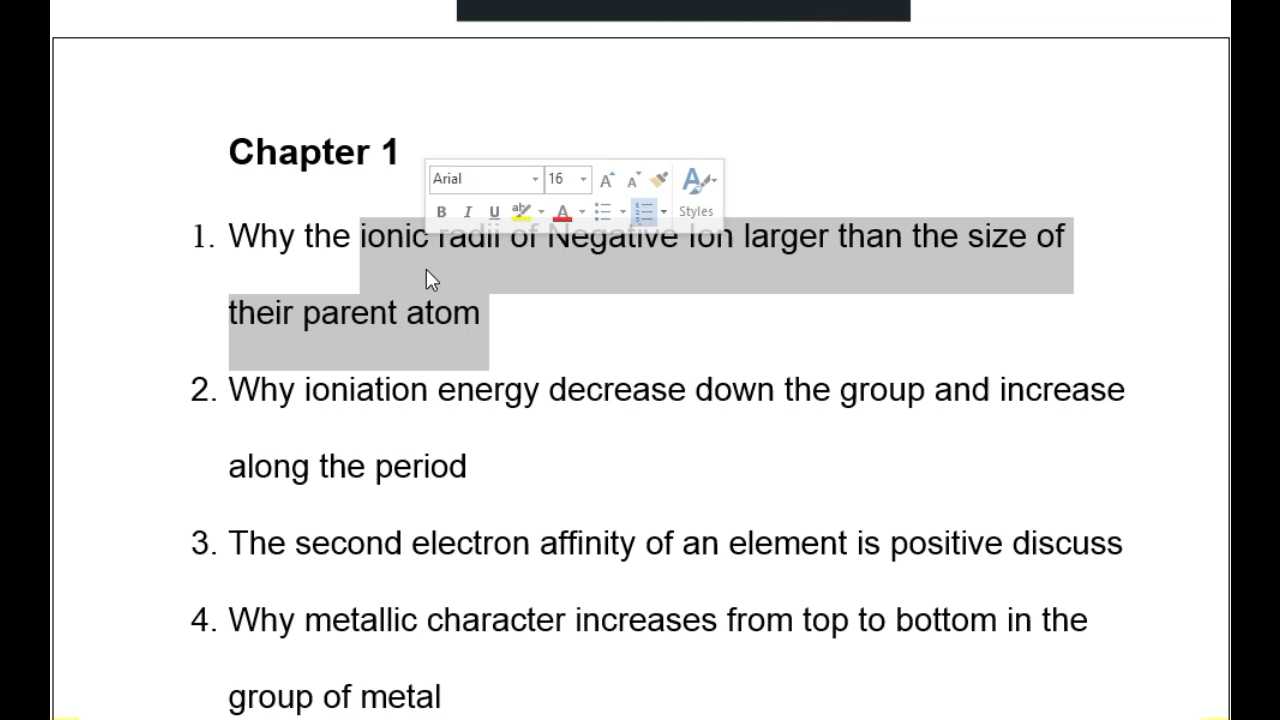 Chapter 1
Arial 16
B I U Styles
1. Why the ionic radii of Negative Ion larger than the size of
their parent atom
2. Why ioniation energy decrease down the group and increase
along the period
3. The second electron affinity of an element is positive discuss
4. Why metallic character increases from top to bottom in the
group of metal